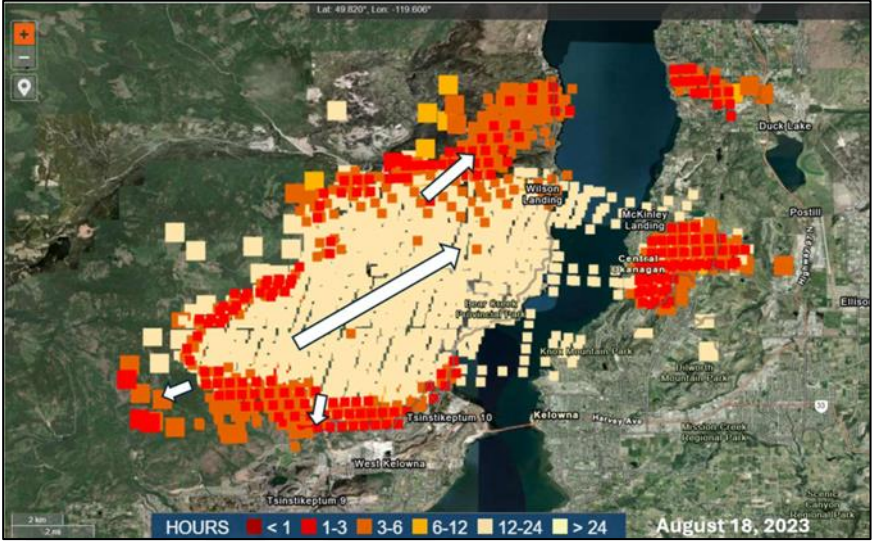 Lat: 49.820°, Lon: -119.606°
+
−
Duck Lake
Wilson
Landing
McKinley
Landing
Postill
Central
Okanagan
Highway
Ellison
Bear Creek
Provincial Park
Knox Mountain Park
Dilworth
Mountain Park
33
Tsinstikeptum 10
Kelowna
Harvey Ave
Mission Creek
Regional Park
West Kelowna
Tsinstikeptum 9
Scenic
Canyon
Regional Park
2 km
2 mi
HOURS < 1 1-3 3-6 6-12 12-24 > 24
August 18, 2023